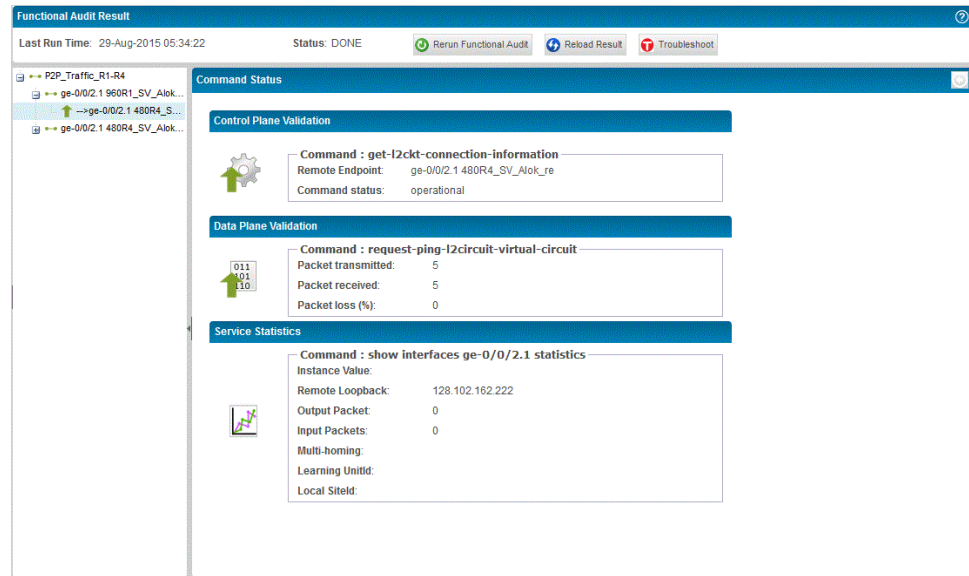 Functional Audit Result
Last Run Time: 29-Aug-2015 05:34:22 Status: DONE Rerun Functional Audit Reload Result Troubleshoot
P2P_Traffic_R1-R4
ge-0/0/2.1 960R1_SV_Alok...
-->ge-0/0/2.1 480R4_S...
ge-0/0/2.1 480R4_SV_Alok...
Command Status
Control Plane Validation
Command : get-l2ckt-connection-information
Remote Endpoint: ge-0/0/2.1 480R4_SV_Alok_re
Command status: operational
Data Plane Validation
011
101
110
Command : request-ping-l2circuit-virtual-circuit
Packet transmitted: 5
Packet received: 5
Packet loss (%): 0
Service Statistics
Command : show interfaces ge-0/0/2.1 statistics
Instance Value:
Remote Loopback: 128.102.162.222
Output Packet: 0
Input Packets: 0
Multi-homing:
Learning UnitId:
Local SiteId: